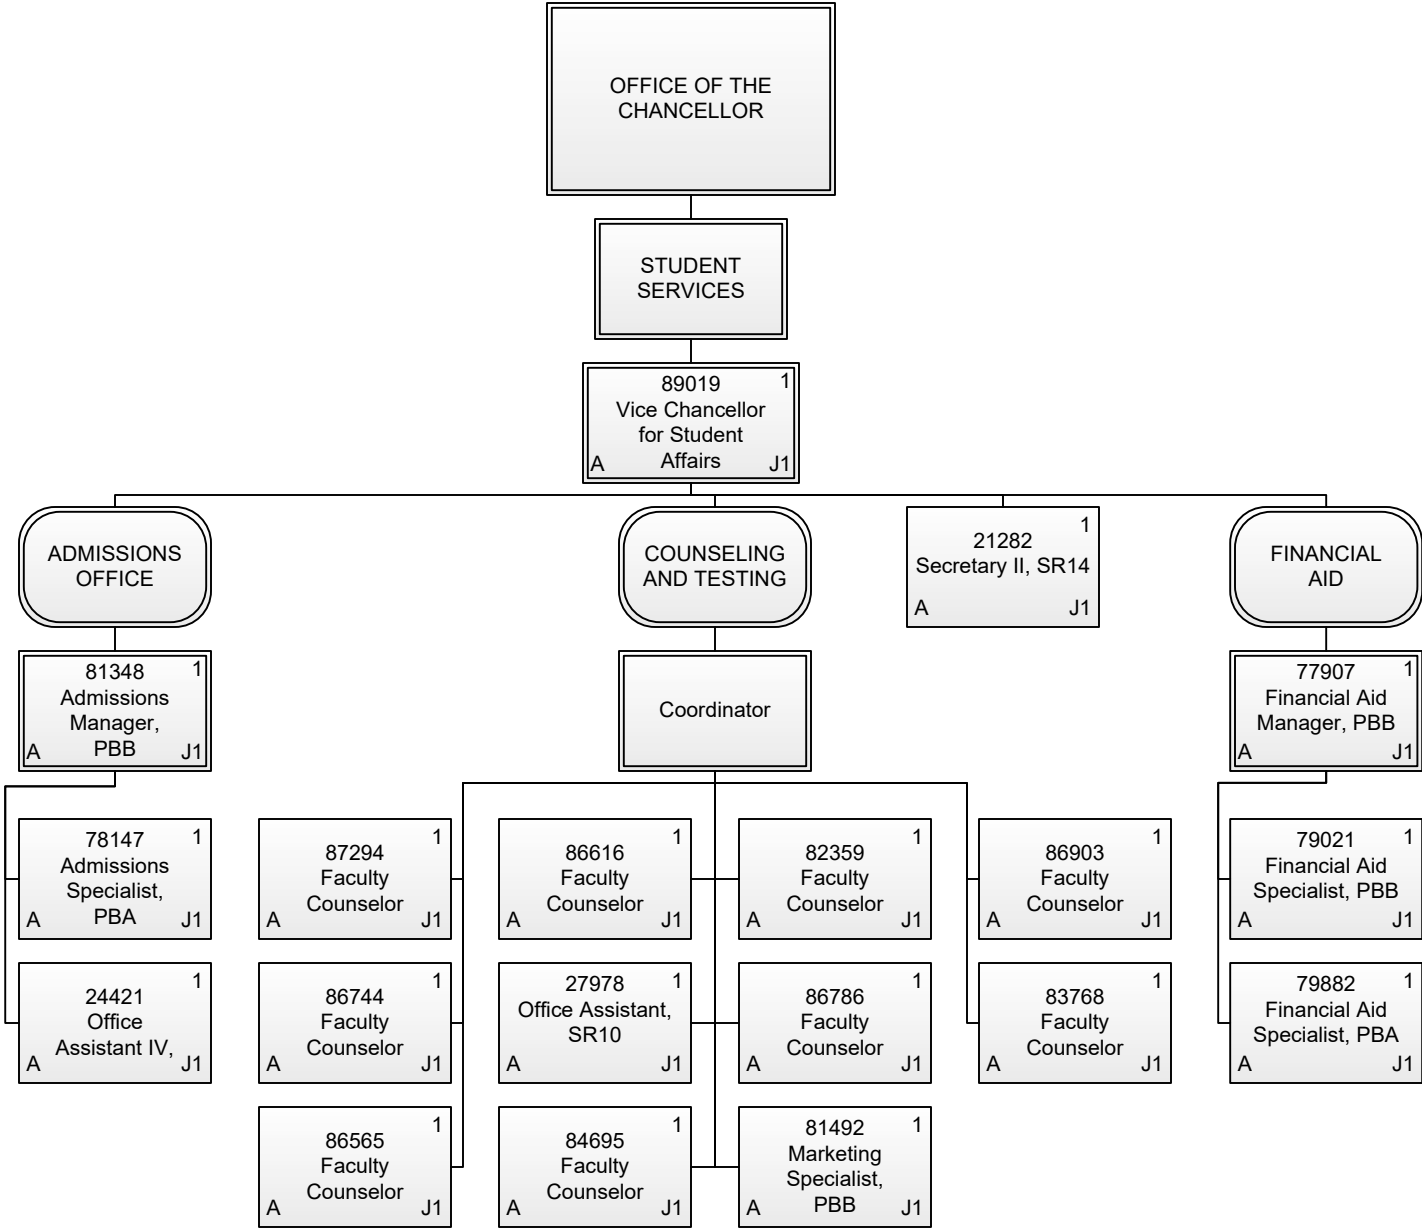 OFFICE OF THE
CHANCELLOR
STUDENT
SERVICES
89019 1
Vice Chancellor
for Student
Affairs
A J1
ADMISSIONS
OFFICE
COUNSELING
AND TESTING
1
21282
Secretary II, SR14
A J1
FINANCIAL
AID
81348 1
Admissions
Manager,
PBB
A J1
Coordinator
77907 1
Financial Aid
Manager, PBB
A J1
78147 1
Admissions
Specialist,
PBA
A J1
1
87294
Faculty
Counselor
A J1
1
86616
Faculty
Counselor
A J1
1
82359
Faculty
Counselor
A J1
1
86903
Faculty
Counselor
A J1
79021 1
Financial Aid
Specialist, PBB
A J1
1
24421
Office
Assistant IV,
A J1
1
86744
Faculty
Counselor
A J1
27978 1
Office Assistant,
SR10
A J1
1
86786
Faculty
Counselor
A J1
1
83768
Faculty
Counselor
A J1
79882 1
Financial Aid
Specialist, PBA
A J1
1
86565
Faculty
Counselor
A J1
1
84695
Faculty
Counselor
A J1
81492 1
Marketing
Specialist,
PBB
A J1